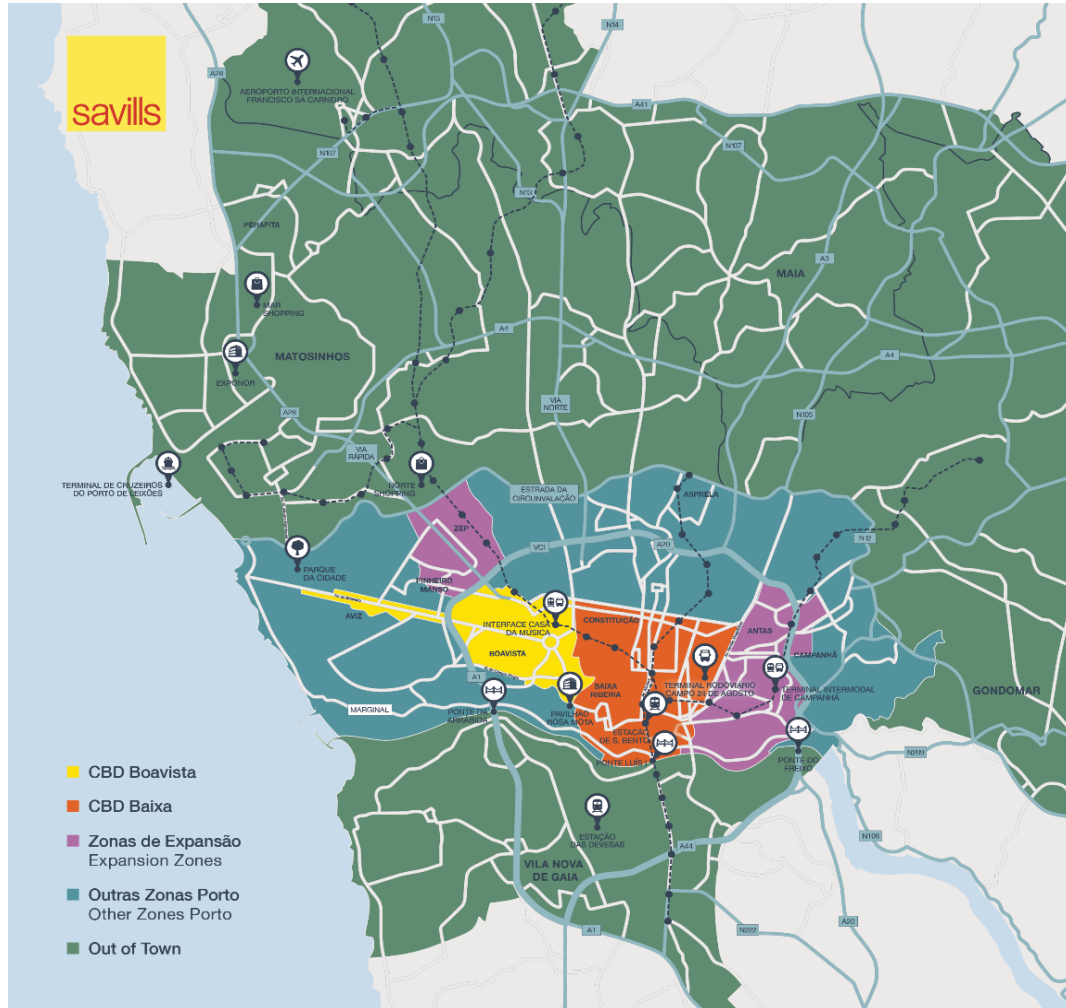 savills
N13
N14
A28
AEROPORTO INTERNACIONAL
FRANCISCO SÁ CARNEIRO
A41
N107
N107
N13
PERAFITA
A3
MAIA
MAR
SHOPPING
A4
MATOSINHOS
A4
EXPONOR
VIA
NORTE
A28
N105
VIA
RÁPIDA
TERMINAL DE CRUZEIROS
DO PORTO DE LEIXÕES
NORTE
SHOPPING
ESTRADA DA
CIRCUNVALAÇÃO
ASPRELA
ZEP
VCI
A20
N12
PARQUE
DA CIDADE
PINHEIRO
MANSO
AVIZ
INTERFACE CASA
DA MÚSICA
CONSTITUIÇÃO
ANTAS
BOAVISTA
CAMPANHÃ
A1
BAIXA
RIBEIRA
TERMINAL RODOVIÁRIO
CAMPO 24 DE AGOSTO
TERMINAL INTERMODAL
DE CAMPANHÃ
GONDOMAR
MARGINAL
PONTE DA
ARRÁBIDA
PAVILHÃO
ROSA MOTA
ESTAÇÃO
DE S. BENTO
PONTE LUÍS I
PONTE DO
FREIXO
N209
CBD Boavista
CBD Baixa
Zonas de Expansão
Expansion Zones
Outras Zonas Porto
Other Zones Porto
Out of Town
ESTAÇÃO
DAS DEVESAS
N108
A44
VILA NOVA
DE GAIA
A1
N222
A20